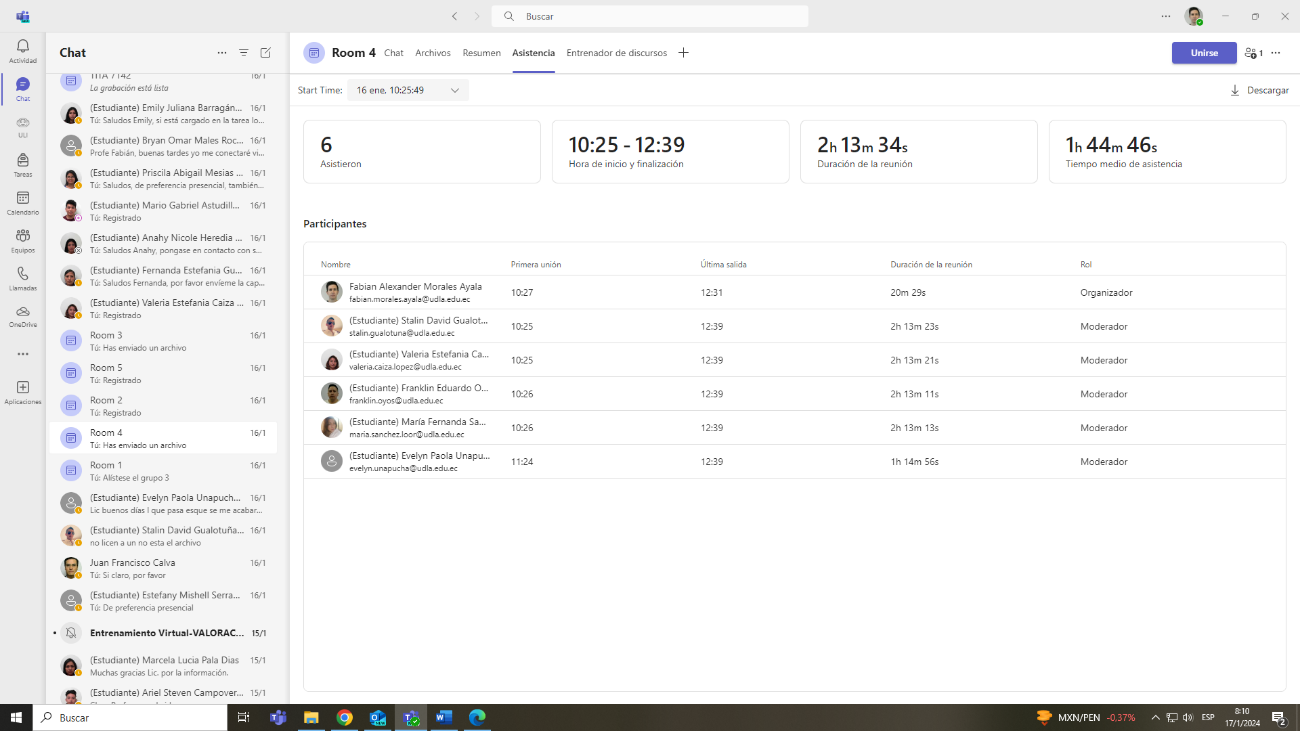 Buscar
Actividad
Chat
UU
Tareas
Calendario
Equipos
Llamadas
OneDrive
Aplicaciones
Chat
TITA 7142 16/1
La grabación está lista
(Estudiante) Emily Juliana Barragán... 16/1
Tú: Saludos Emily, si está cargado en la tarea lo...
(Estudiante) Bryan Omar Males Roc... 16/1
Profe Fabián, buenas tardes yo me conectaré vi...
(Estudiante) Priscila Abigail Mesias ... 16/1
Tú: Saludos, de preferencia presencial, también...
(Estudiante) Mario Gabriel Astudill... 16/1
Tú: Registrado
(Estudiante) Anahy Nicole Heredia ... 16/1
Tú: Saludos Anahy, pongase en contacto con s...
(Estudiante) Fernanda Estefania Gu... 16/1
Tú: Saludos Fernanda, por favor envíeme la cap...
(Estudiante) Valeria Estefania Caiza ... 16/1
Tú: Registrado
Room 3 16/1
Tú: Has enviado un archivo
Room 5 16/1
Tú: Registrado
Room 2 16/1
Tú: Registrado
Room 4 16/1
Tú: Has enviado un archivo
Room 1 16/1
Tú: Alístese el grupo 3
(Estudiante) Evelyn Paola Unapuch... 16/1
Lic buenos días l que pasa esque se me acabar...
(Estudiante) Stalin David Gualotuña... 16/1
no licen a un no esta el archivo
Juan Francisco Calva 16/1
Tú: Si claro, por favor
(Estudiante) Estefany Mishell Serra... 16/1
Tú: De preferencia presencial
Entrenamiento Virtual-VALORAC... 15/1
(Estudiante) Marcela Lucia Pala Dias 15/1
Muchas gracias Lic. por la información.
(Estudiante) Ariel Steven Campover... 15/1
Room 4 Chat Archivos Resumen Asistencia Entrenador de discursos
Unirse 1
Start Time: 16 ene, 10:25:49
Descargar
6
Asistieron
10:25 - 12:39
Hora de inicio y finalización
2h 13m 34s
Duración de la reunión
1h 44m 46s
Tiempo medio de asistencia
Participantes
Nombre Primera unión Última salida Duración de la reunión Rol
Fabian Alexander Morales Ayala
fabian.morales.ayala@udla.edu.ec
10:27 12:31 20m 29s Organizador
(Estudiante) Stalin David Gualot...
stalin.gualotuna@udla.edu.ec
10:25 12:39 2h 13m 23s Moderador
(Estudiante) Valeria Estefania Ca...
valeria.caiza.lopez@udla.edu.ec
10:25 12:39 2h 13m 21s Moderador
(Estudiante) Franklin Eduardo O...
franklin.oyos@udla.edu.ec
10:26 12:39 2h 13m 11s Moderador
(Estudiante) María Fernanda Sa...
maria.sanchez.loor@udla.edu.ec
10:26 12:39 2h 13m 13s Moderador
(Estudiante) Evelyn Paola Unapu...
evelyn.unapucha@udla.edu.ec
11:24 12:39 1h 14m 56s Moderador
Buscar
MXN/PEN -0,37%
ESP
8:10
17/1/2024
2